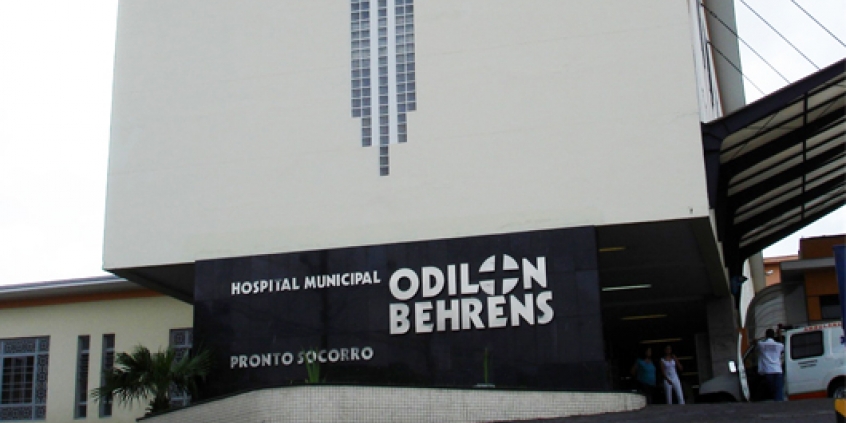 HOSPITAL MUNICIPAL
ODILON
BEHRENS
PRONTO SOCORRO